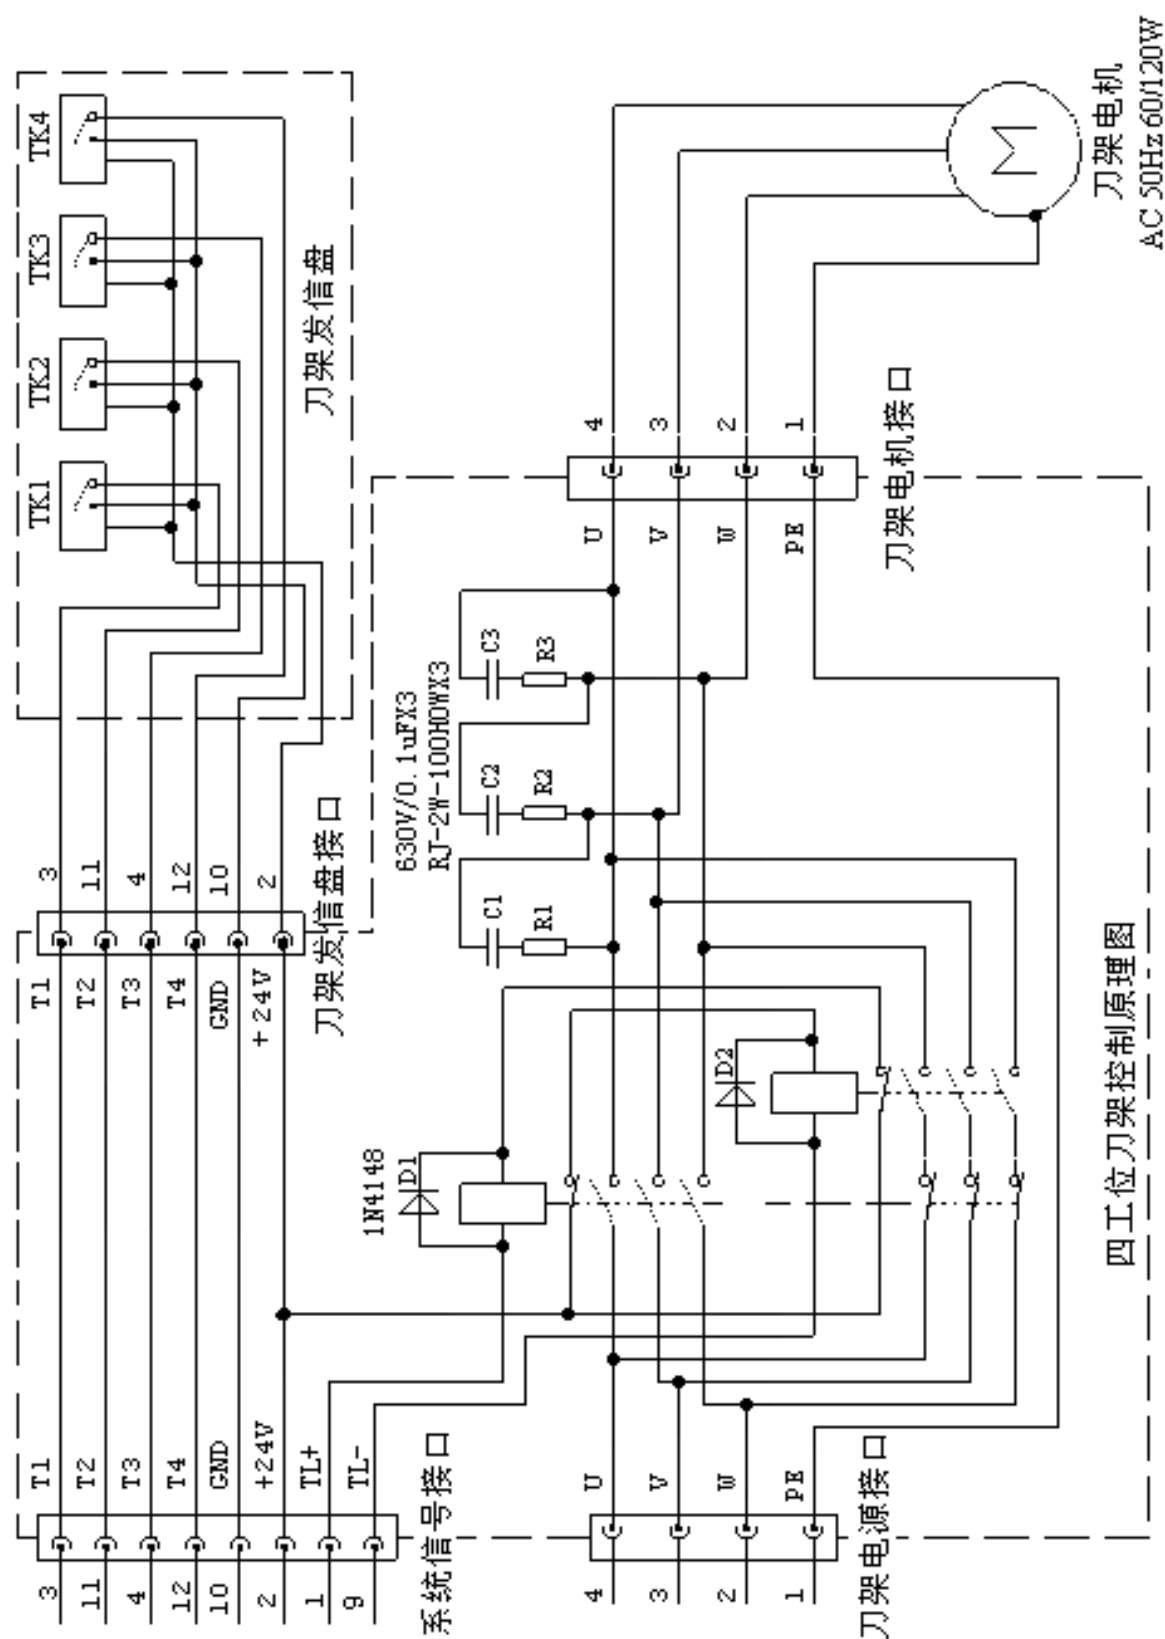 TK1
TK2
TK3
TK4
刀架发信盘
3
11
4
12
10
2
刀架发信盘接口
T1
T2
T3
T4
GND
+24V
T1
T2
T3
T4
GND
+24V
TL+
TL-
3
11
4
12
10
2
1
9
系统信号接口
1N4148
D1
D2
630V/0.1uFX3
RJ-2W-100HOWX3
C1
R1
C2
R2
C3
R3
U
V
W
PE
4
3
2
1
刀架电源接口
U
V
W
PE
4
3
2
1
刀架电机接口
M
刀架电机
AC 50Hz 60/120W
四工位刀架控制原理图